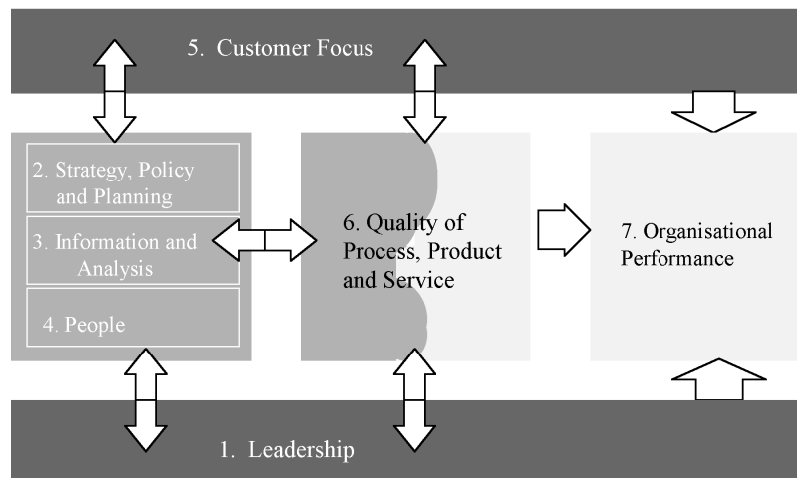 5. Customer Focus
2. Strategy, Policy
and Planning
3. Information and
Analysis
4. People
6. Quality of
Process, Product
and Service
7. Organisational
Performance
1. Leadership